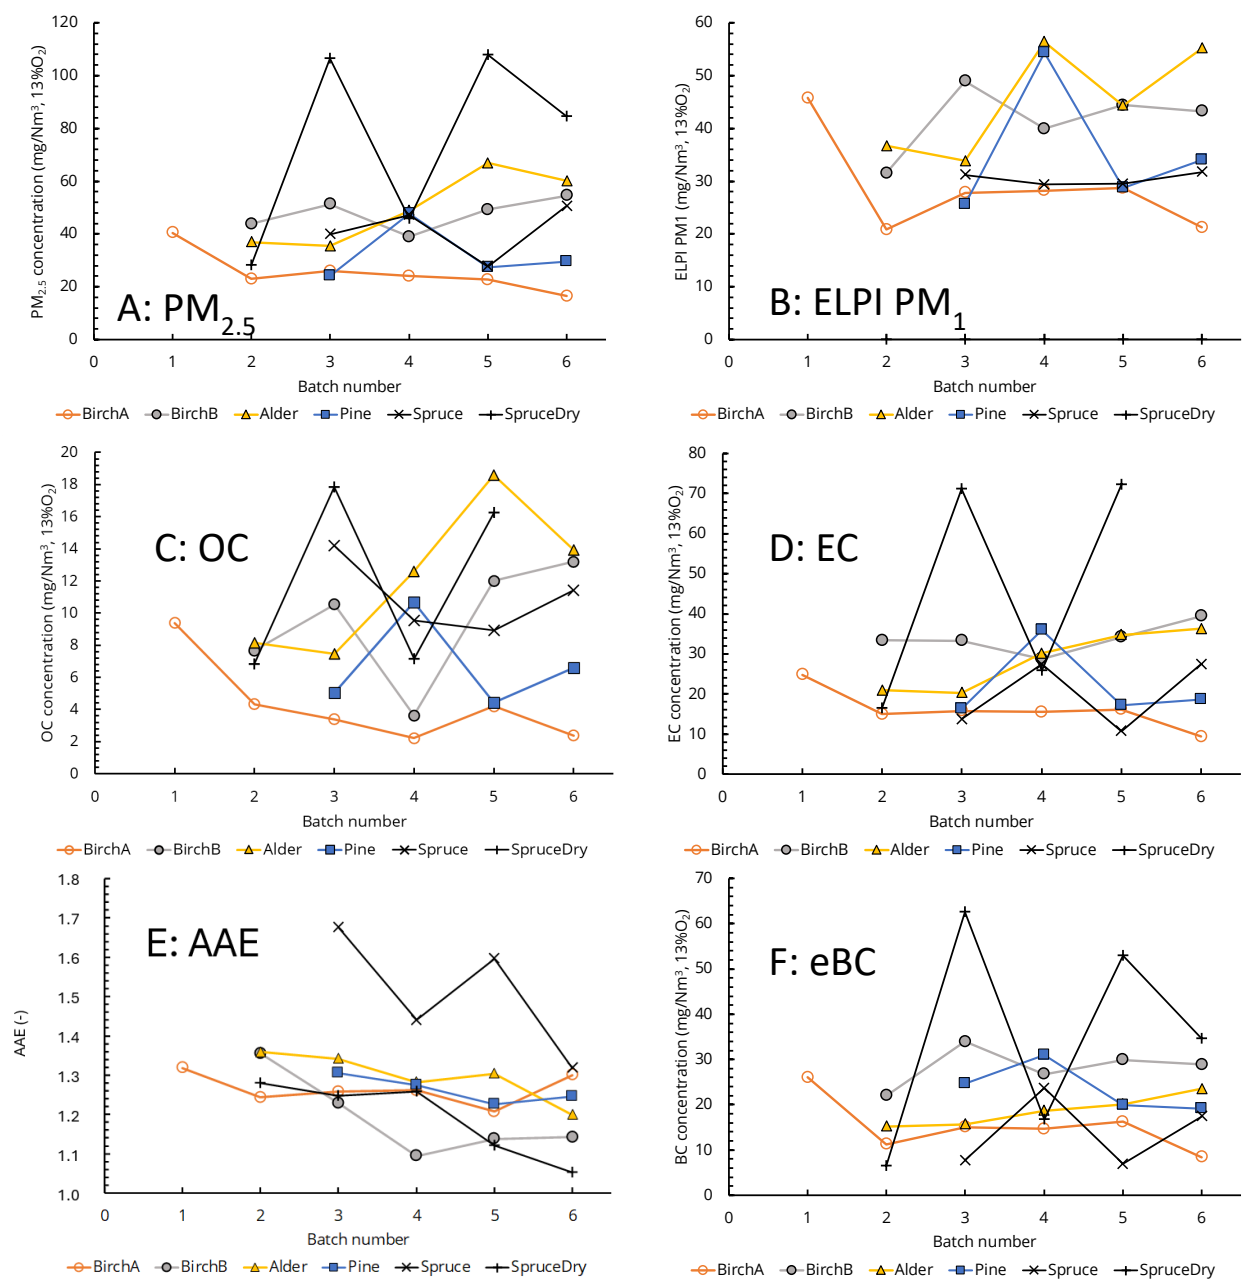 120
100
80
60
40
20
0
PM2.5 concentration (mg/Nm³, 13%O2)
A: PM2.5
0 1 2 3 4 5 6
Batch number
BirchA BirchB Alder Pine Spruce SpruceDry
60
50
40
30
20
10
0
ELPI PM1 (mg/Nm³, 13%O2)
B: ELPI PM1
0 1 2 3 4 5 6
Batch number
BirchA BirchB Alder Pine Spruce SpruceDry
20
18
16
14
12
10
8
6
4
2
0
OC concentration (mg/Nm³, 13%O2)
C: OC
0 1 2 3 4 5 6
Batch number
BirchA BirchB Alder Pine Spruce SpruceDry
80
70
60
50
40
30
20
10
0
EC concentration (mg/Nm³, 13%O2)
D: EC
0 1 2 3 4 5 6
Batch number
BirchA BirchB Alder Pine Spruce SpruceDry
1.8
1.7
1.6
1.5
1.4
1.3
1.2
1.1
1.0
AAE (-)
E: AAE
0 1 2 3 4 5 6
Batch number
BirchA BirchB Alder Pine Spruce SpruceDry
70
60
50
40
30
20
10
0
BC concentration (mg/Nm³, 13%O2)
F: eBC
0 1 2 3 4 5 6
Batch number
BirchA BirchB Alder Pine Spruce SpruceDry